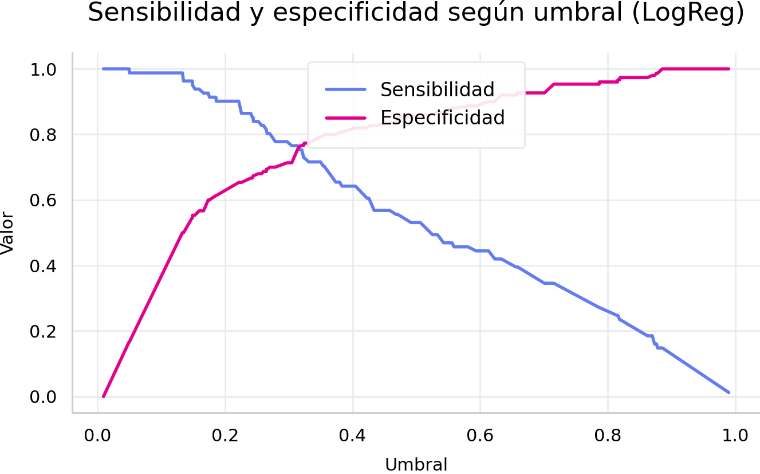 Sensibilidad y especificidad según umbral (LogReg)
Sensibilidad
Especificidad
1.0
0.8
0.6
0.4
0.2
0.0
Valor
0.0 0.2 0.4 0.6 0.8 1.0
Umbral